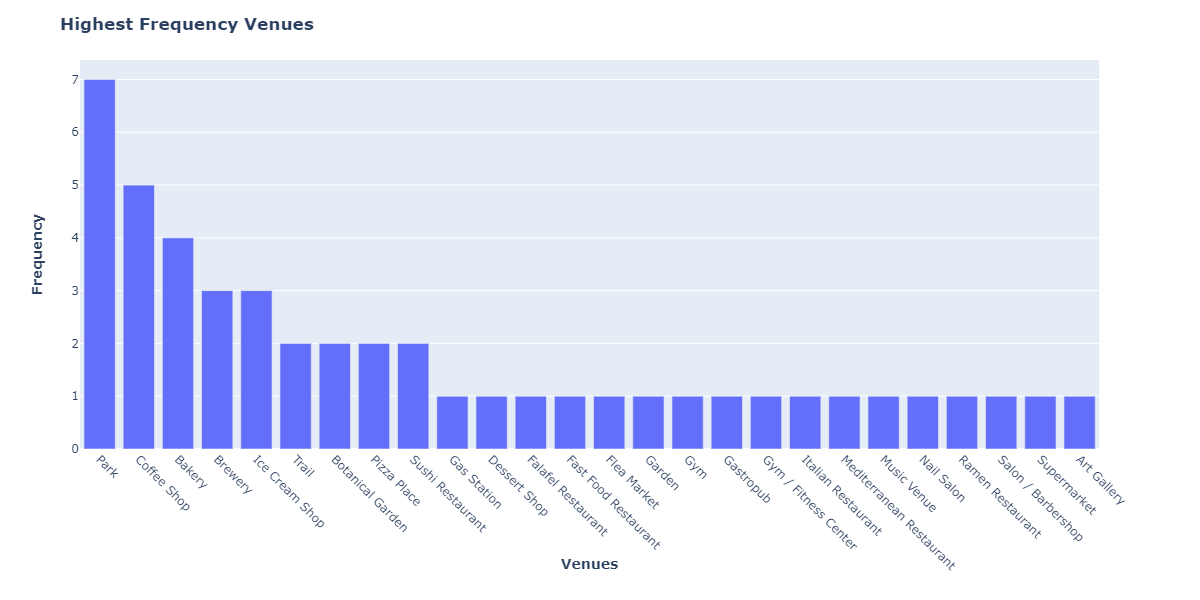 Highest Frequency Venues
Frequency
7
6
5
4
3
2
1
0
Park
Coffee Shop
Bakery
Brewery
Ice Cream Shop
Trail
Botanical Garden
Pizza Place
Sushi Restaurant
Gas Station
Dessert Shop
Falafel Restaurant
Fast Food Restaurant
Flea Market
Garden
Gym
Gastropub
Gym / Fitness Center
Italian Restaurant
Mediterranean Restaurant
Music Venue
Nail Salon
Ramen Restaurant
Salon / Barbershop
Supermarket
Art Gallery
Venues